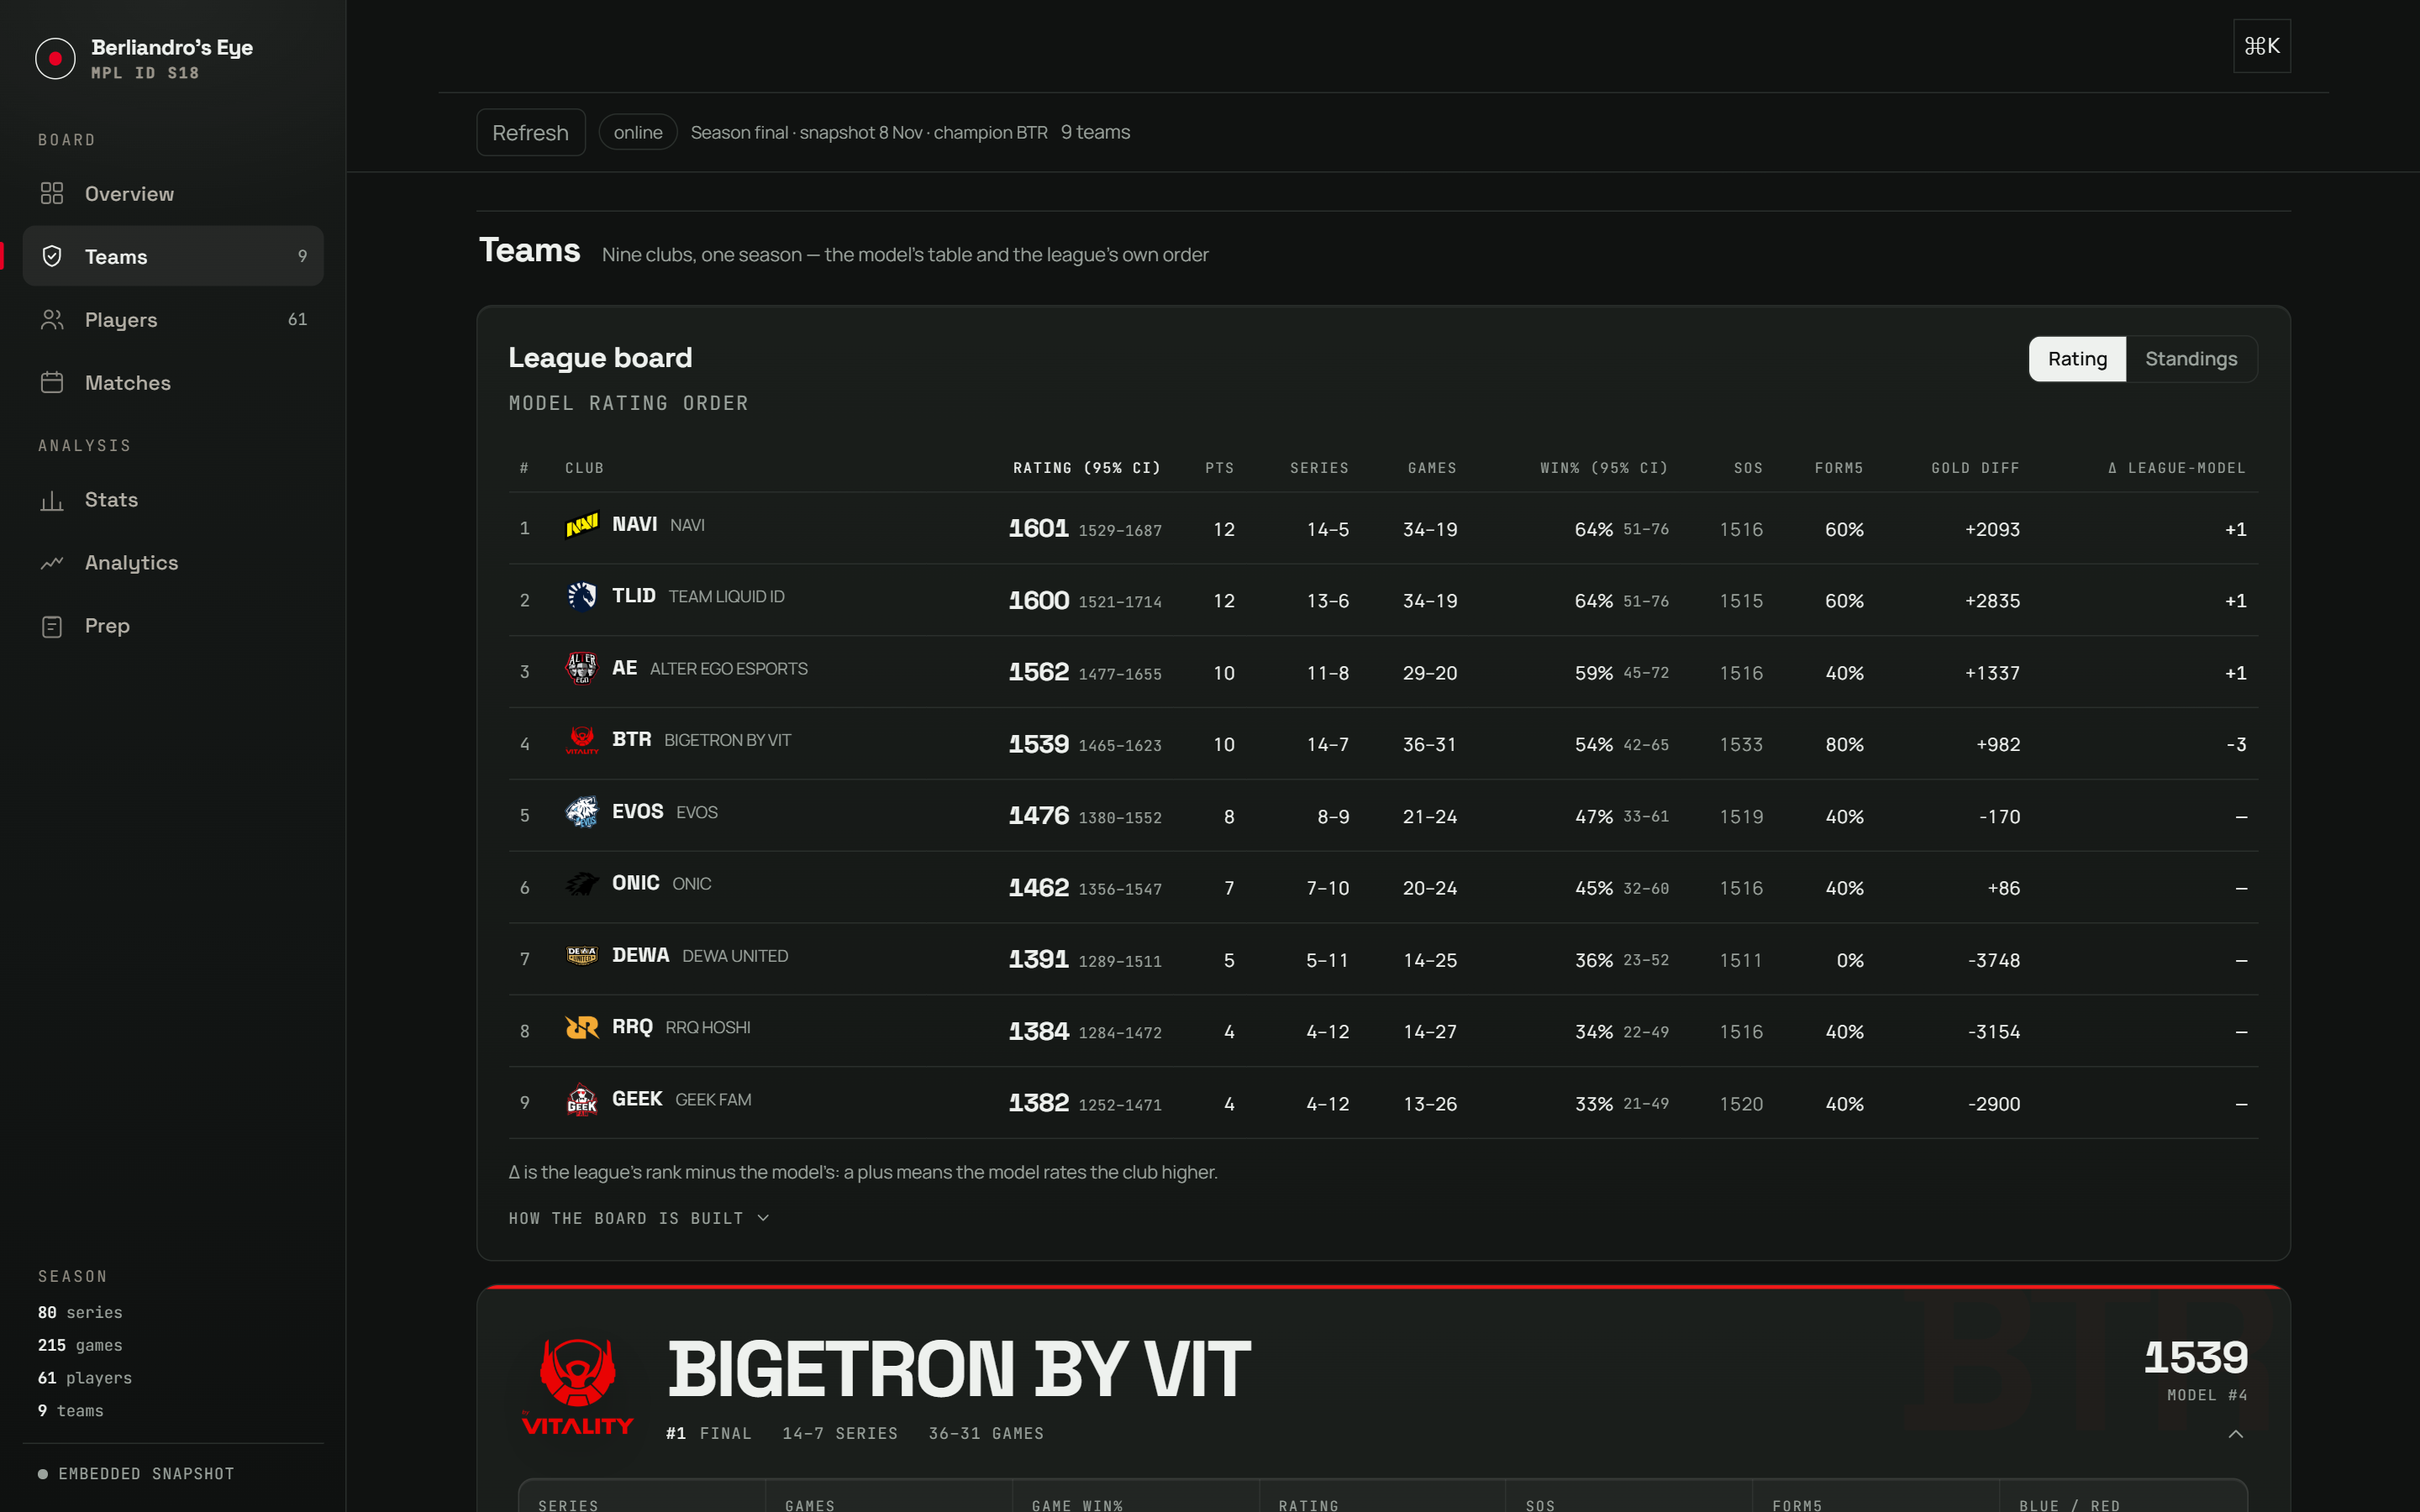 Berliandro's Eye
MPL ID S18
⌘K
BOARD
Overview
Teams 9
Players 61
Matches
ANALYSIS
Stats
Analytics
Prep
SEASON
80 series
215 games
61 players
9 teams
EMBEDDED SNAPSHOT
Refresh online Season final · snapshot 8 Nov · champion BTR 9 teams
Teams Nine clubs, one season — the model's table and the league's own order
League board Rating Standings
MODEL RATING ORDER
# CLUB RATING (95% CI) PTS SERIES GAMES WIN% (95% CI) SOS FORM5 GOLD DIFF Δ LEAGUE-MODEL
1 NAVI NAVI 1601 1529–1687 12 14–5 34–19 64% 51–76 1516 60% +2093 +1
2 TLID TEAM LIQUID ID 1600 1521–1714 12 13–6 34–19 64% 51–76 1515 60% +2835 +1
3 ALTER EGO AE ALTER EGO ESPORTS 1562 1477–1655 10 11–8 29–20 59% 45–72 1516 40% +1337 +1
4 VITALITY BTR BIGETRON BY VIT 1539 1465–1623 10 14–7 36–31 54% 42–65 1533 80% +982 -3
5 EVOS EVOS EVOS 1476 1380–1552 8 8–9 21–24 47% 33–61 1519 40% -170 —
6 ONIC ONIC 1462 1356–1547 7 7–10 20–24 45% 32–60 1516 40% +86 —
7 DEWA UNITED DEWA DEWA UNITED 1391 1289–1511 5 5–11 14–25 36% 23–52 1511 0% -3748 —
8 RRQ RRQ HOSHI 1384 1284–1472 4 4–12 14–27 34% 22–49 1516 40% -3154 —
9 GEEK GEEK GEEK FAM 1382 1252–1471 4 4–12 13–26 33% 21–49 1520 40% -2900 —
Δ is the league's rank minus the model's: a plus means the model rates the club higher.
HOW THE BOARD IS BUILT
BTR
By VITALITY
BIGETRON BY VIT
1539
MODEL #4
#1 FINAL 14–7 SERIES 36–31 GAMES
SERIES GAMES GAME WIN% RATING SOS FORM5 BLUE / RED